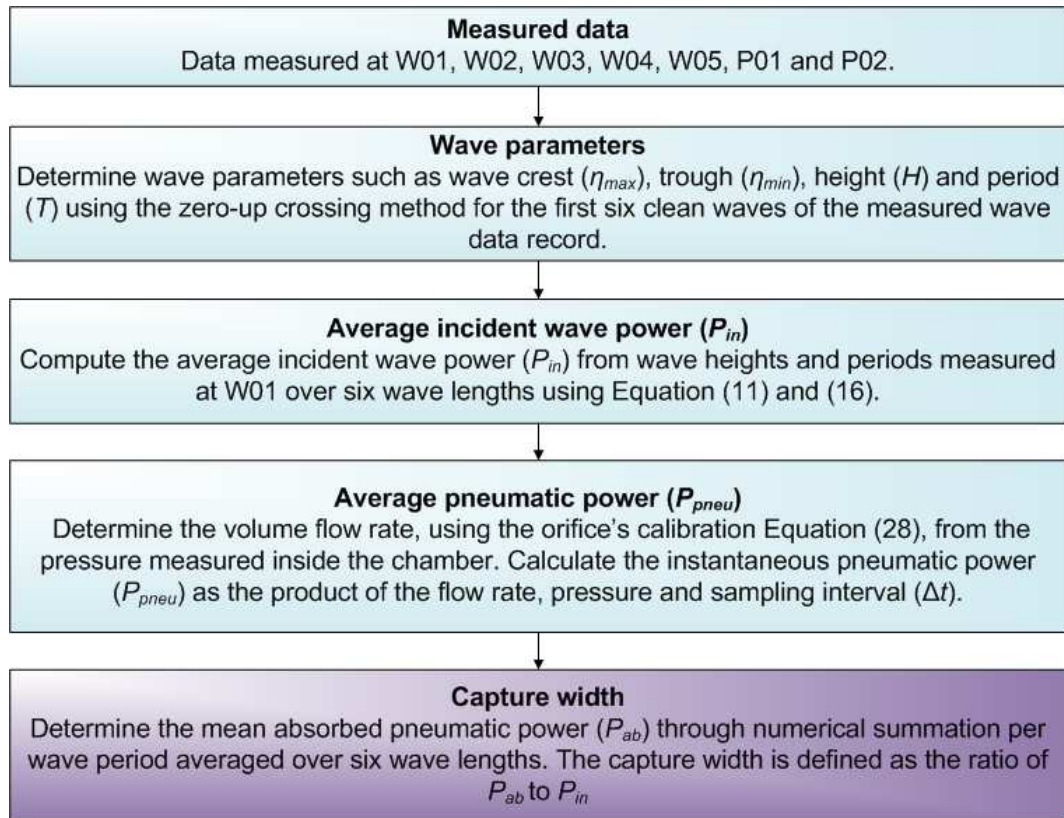 Measured data
Data measured at W01, W02, W03, W04, W05, P01 and P02.
Wave parameters
Determine wave parameters such as wave crest (ηmax), trough (ηmin), height (H) and period
(T) using the zero-up crossing method for the first six clean waves of the measured wave
data record.
Average incident wave power (Pin)
Compute the average incident wave power (Pin) from wave heights and periods measured
at W01 over six wave lengths using Equation (11) and (16).
Average pneumatic power (Ppneu)
Determine the volume flow rate, using the orifice's calibration Equation (28), from the
pressure measured inside the chamber. Calculate the instantaneous pneumatic power
(Ppneu) as the product of the flow rate, pressure and sampling interval (Δt).
Capture width
Determine the mean absorbed pneumatic power (Pab) through numerical summation per
wave period averaged over six wave lengths. The capture width is defined as the ratio of
Pab to Pin